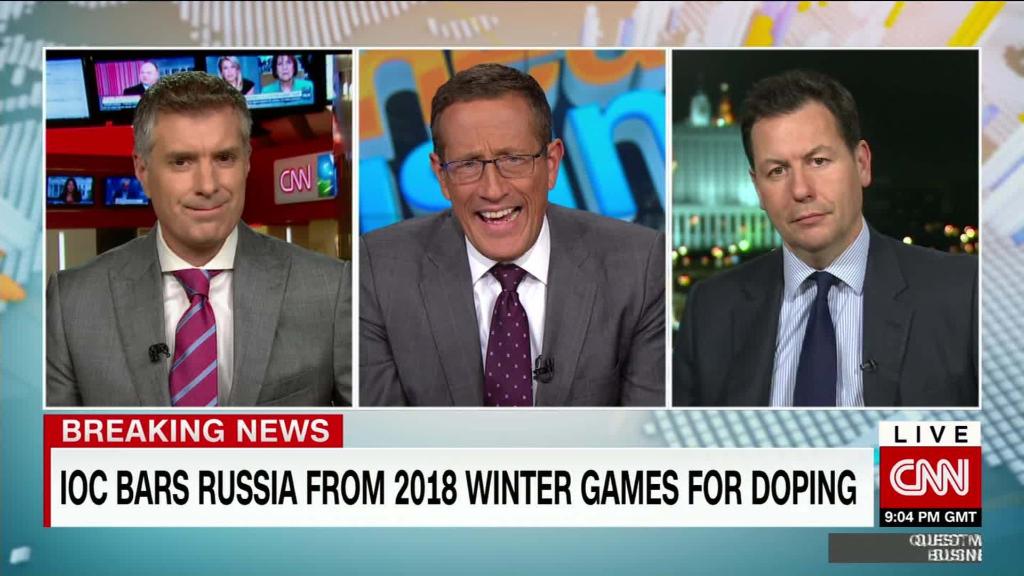 CNN
BREAKING NEWS
IOC BARS RUSSIA FROM 2018 WINTER GAMES FOR DOPING
LIVE
CNN
9:04 PM GMT